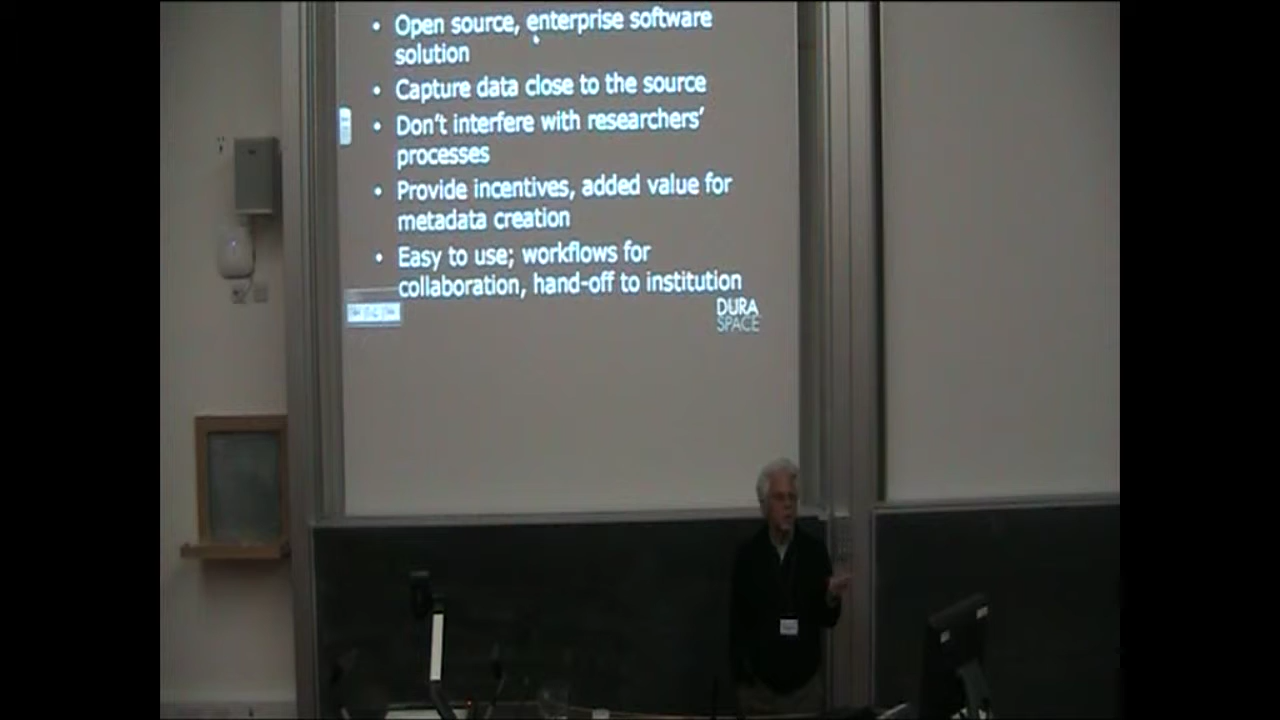 • Open source, enterprise software
solution
• Capture data close to the source
• Don't interfere with researchers'
processes
• Provide incentives, added value for
metadata creation
• Easy to use; workflows for
collaboration, hand-off to institution
DURA
SPACE